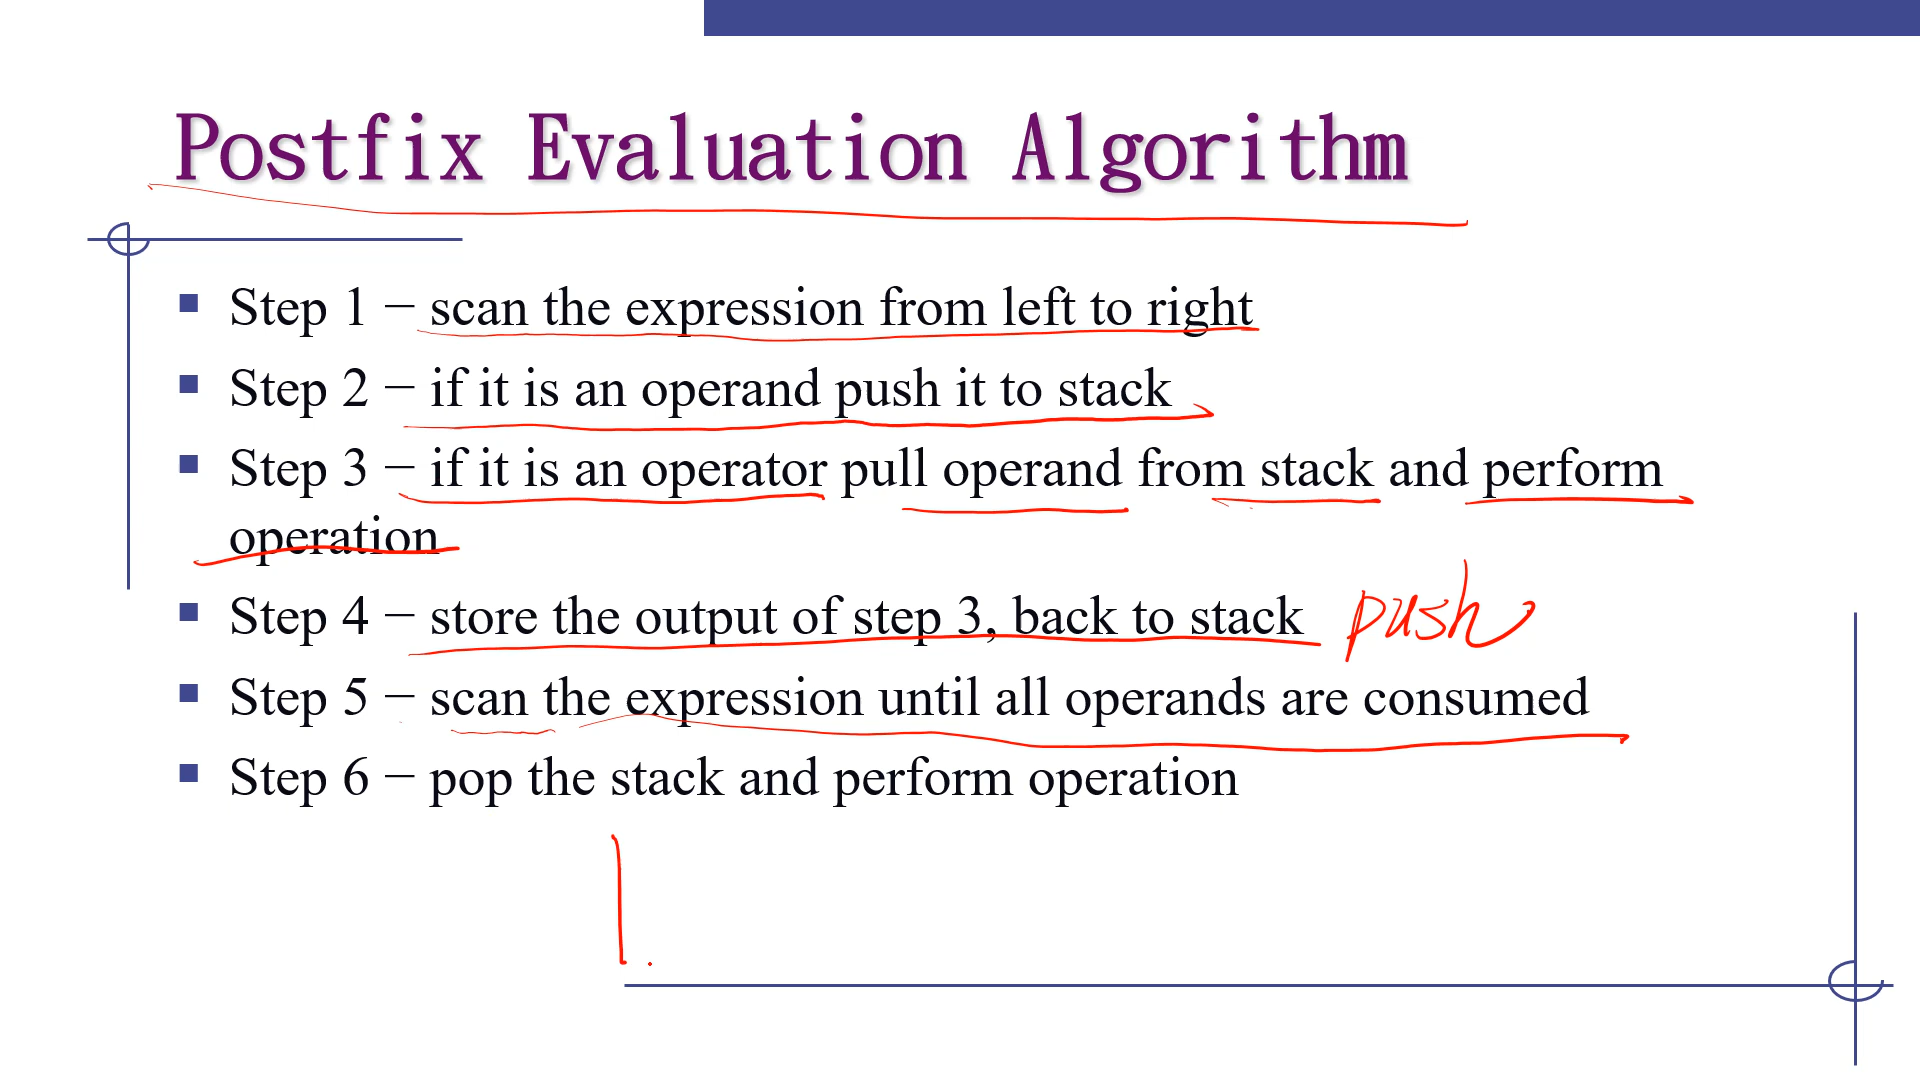 Postfix Evaluation Algorithm
Step 1 − scan the expression from left to right
Step 2 − if it is an operand push it to stack
Step 3 − if it is an operator pull operand from stack and perform
operation
Step 4 − store the output of step 3, back to stack push
Step 5 − scan the expression until all operands are consumed
Step 6 − pop the stack and perform operation